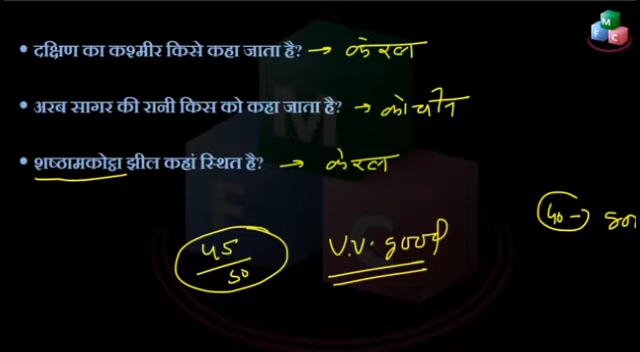 M
F C
• दक्षिण का कश्मीर किसे कहा जाता है? → केरल
• अरब सागर की रानी किस को कहा जाता है? → कोचीन
• शष्ठामकोट्टा झील कहां स्थित है? → केरल
45/50 V.V. good